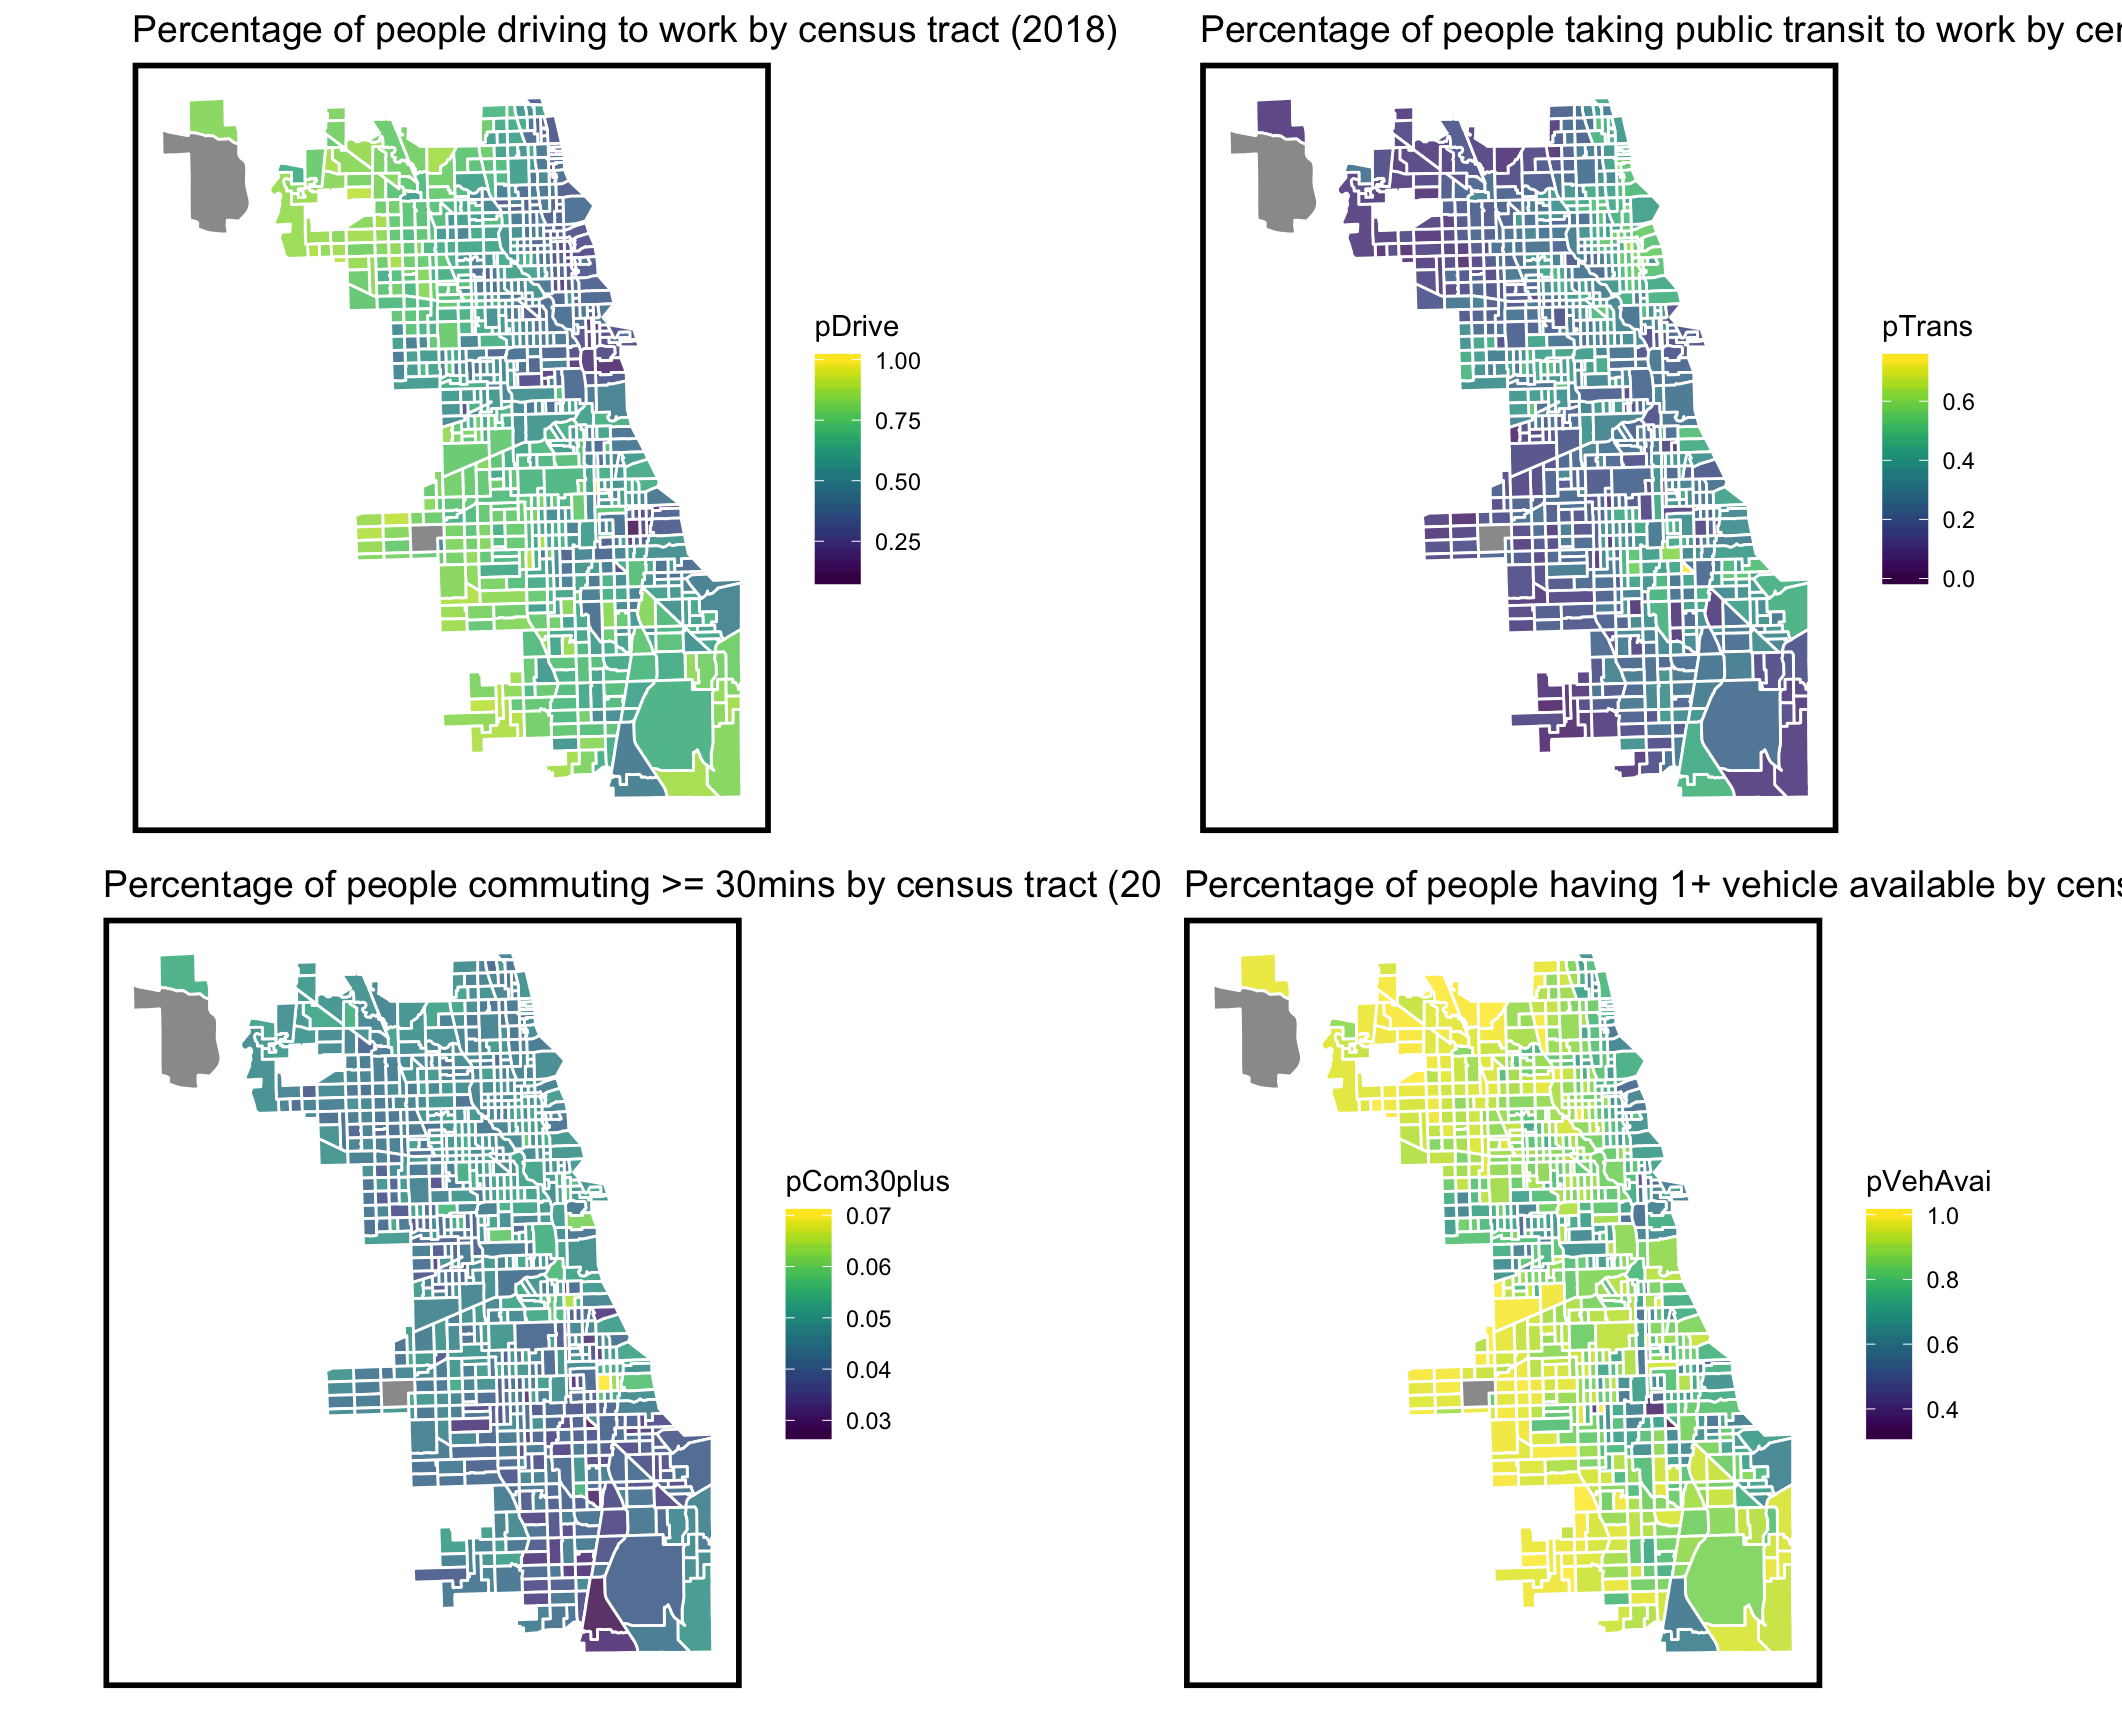 Percentage of people driving to work by census tract (2018)
pDrive
1.00
0.75
0.50
0.25
Percentage of people taking public transit to work by cen
pTrans
0.6
0.4
0.2
0.0
Percentage of people commuting >= 30mins by census tract (20
pCom30plus
0.07
0.06
0.05
0.04
0.03
Percentage of people having 1+ vehicle available by cens
pVehAvai
1.0
0.8
0.6
0.4